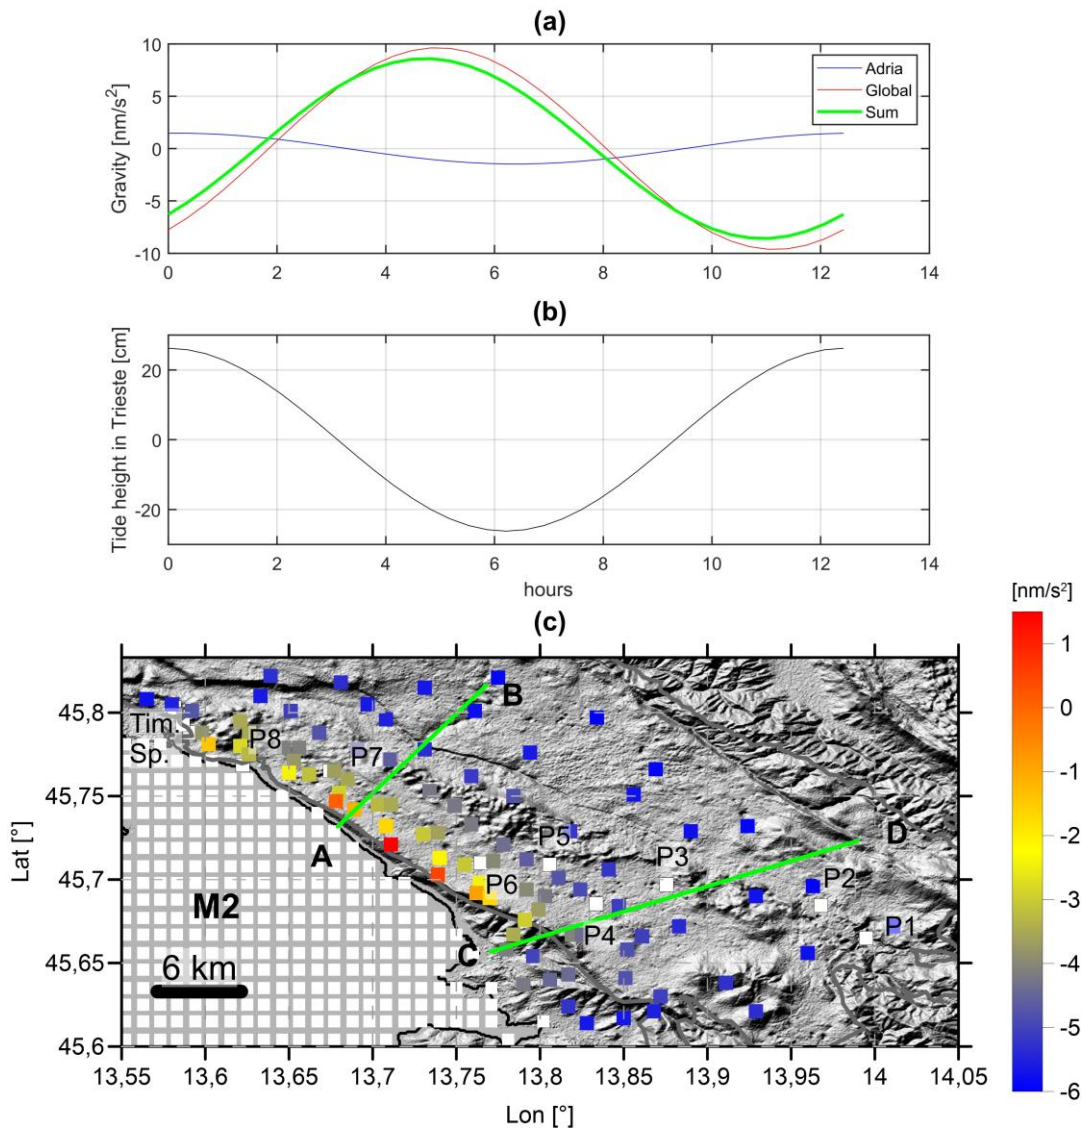 (a)
Gravity [nm/s²]
10
5
0
-5
-10
Adria
Global
Sum
0 2 4 6 8 10 12 14
(b)
Tide height in Trieste [cm]
20
0
-20
0 2 4 6 8 10 12 14
hours
(c)
[nm/s²]
1
0
-1
-2
-3
-4
-5
-6
Lat [°]
45,8
45,75
45,7
45,65
45,6
B
Tim.
Sp.
P8
P7
A
P5
D
P3
P2
P6
M2
P4
P1
C
6 km
13,55 13,6 13,65 13,7 13,75 13,8 13,85 13,9 13,95 14 14,05
Lon [°]